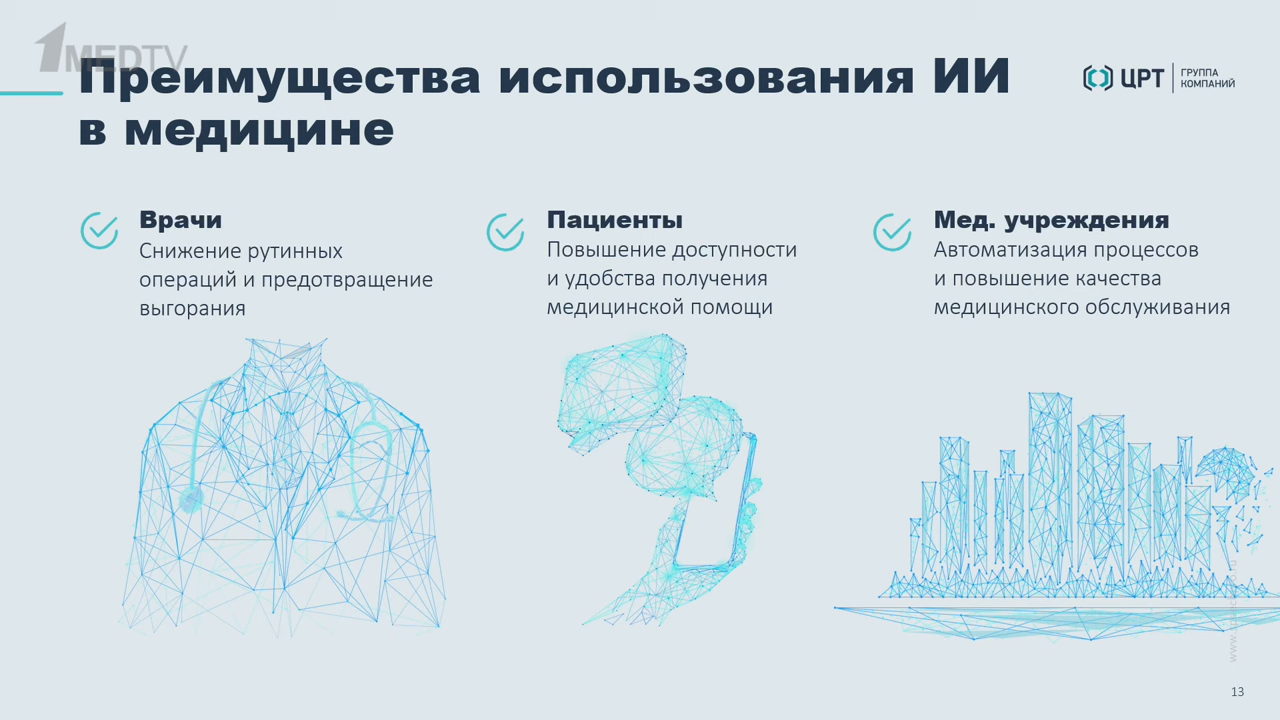 1MEDTV
Преимущества использования ИИ
в медицине
ЦРТ
ГРУППА
КОМПАНИЙ
Врачи
Снижение рутинных
операций и предотвращение
выгорания
Пациенты
Повышение доступности
и удобства получения
медицинской помощи
Мед. учреждения
Автоматизация процессов
и повышение качества
медицинского обслуживания
13